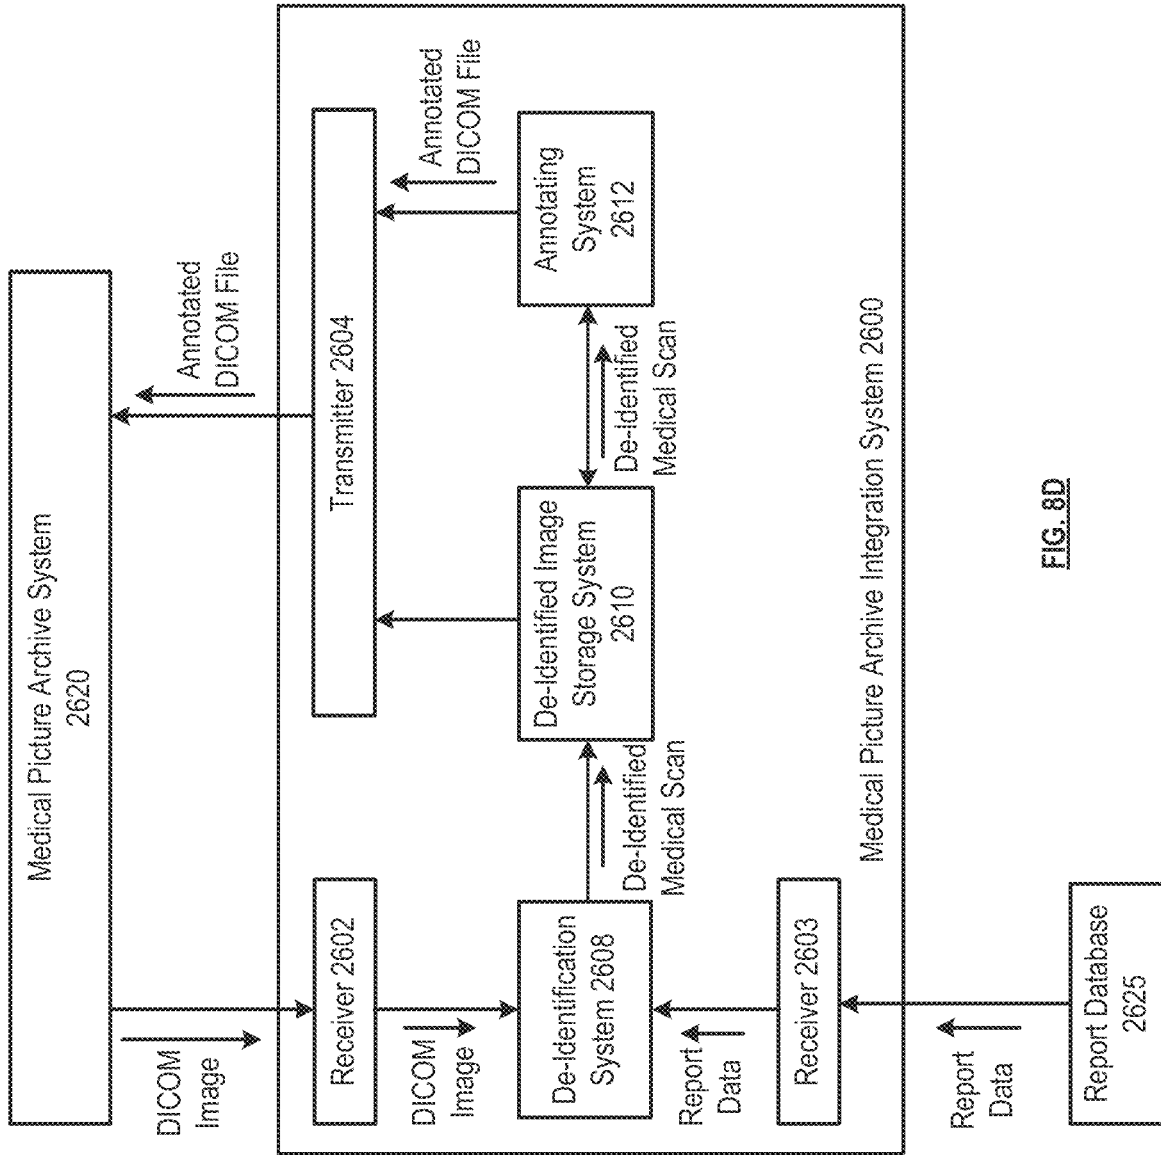 Medical Picture Archive System
2620
DICOM
Image
Annotated
DICOM File
Receiver 2602
Transmitter 2604
DICOM
Image
Annotated
DICOM File
De-Identification
System 2608
De-Identified
Medical Scan
De-Identified Image
Storage System
2610
De-Identified
Medical Scan
Annotating
System
2612
Report
Data
Receiver 2603
Medical Picture Archive Integration System 2600
Report
Data
Report Database
2625
FIG. 8D